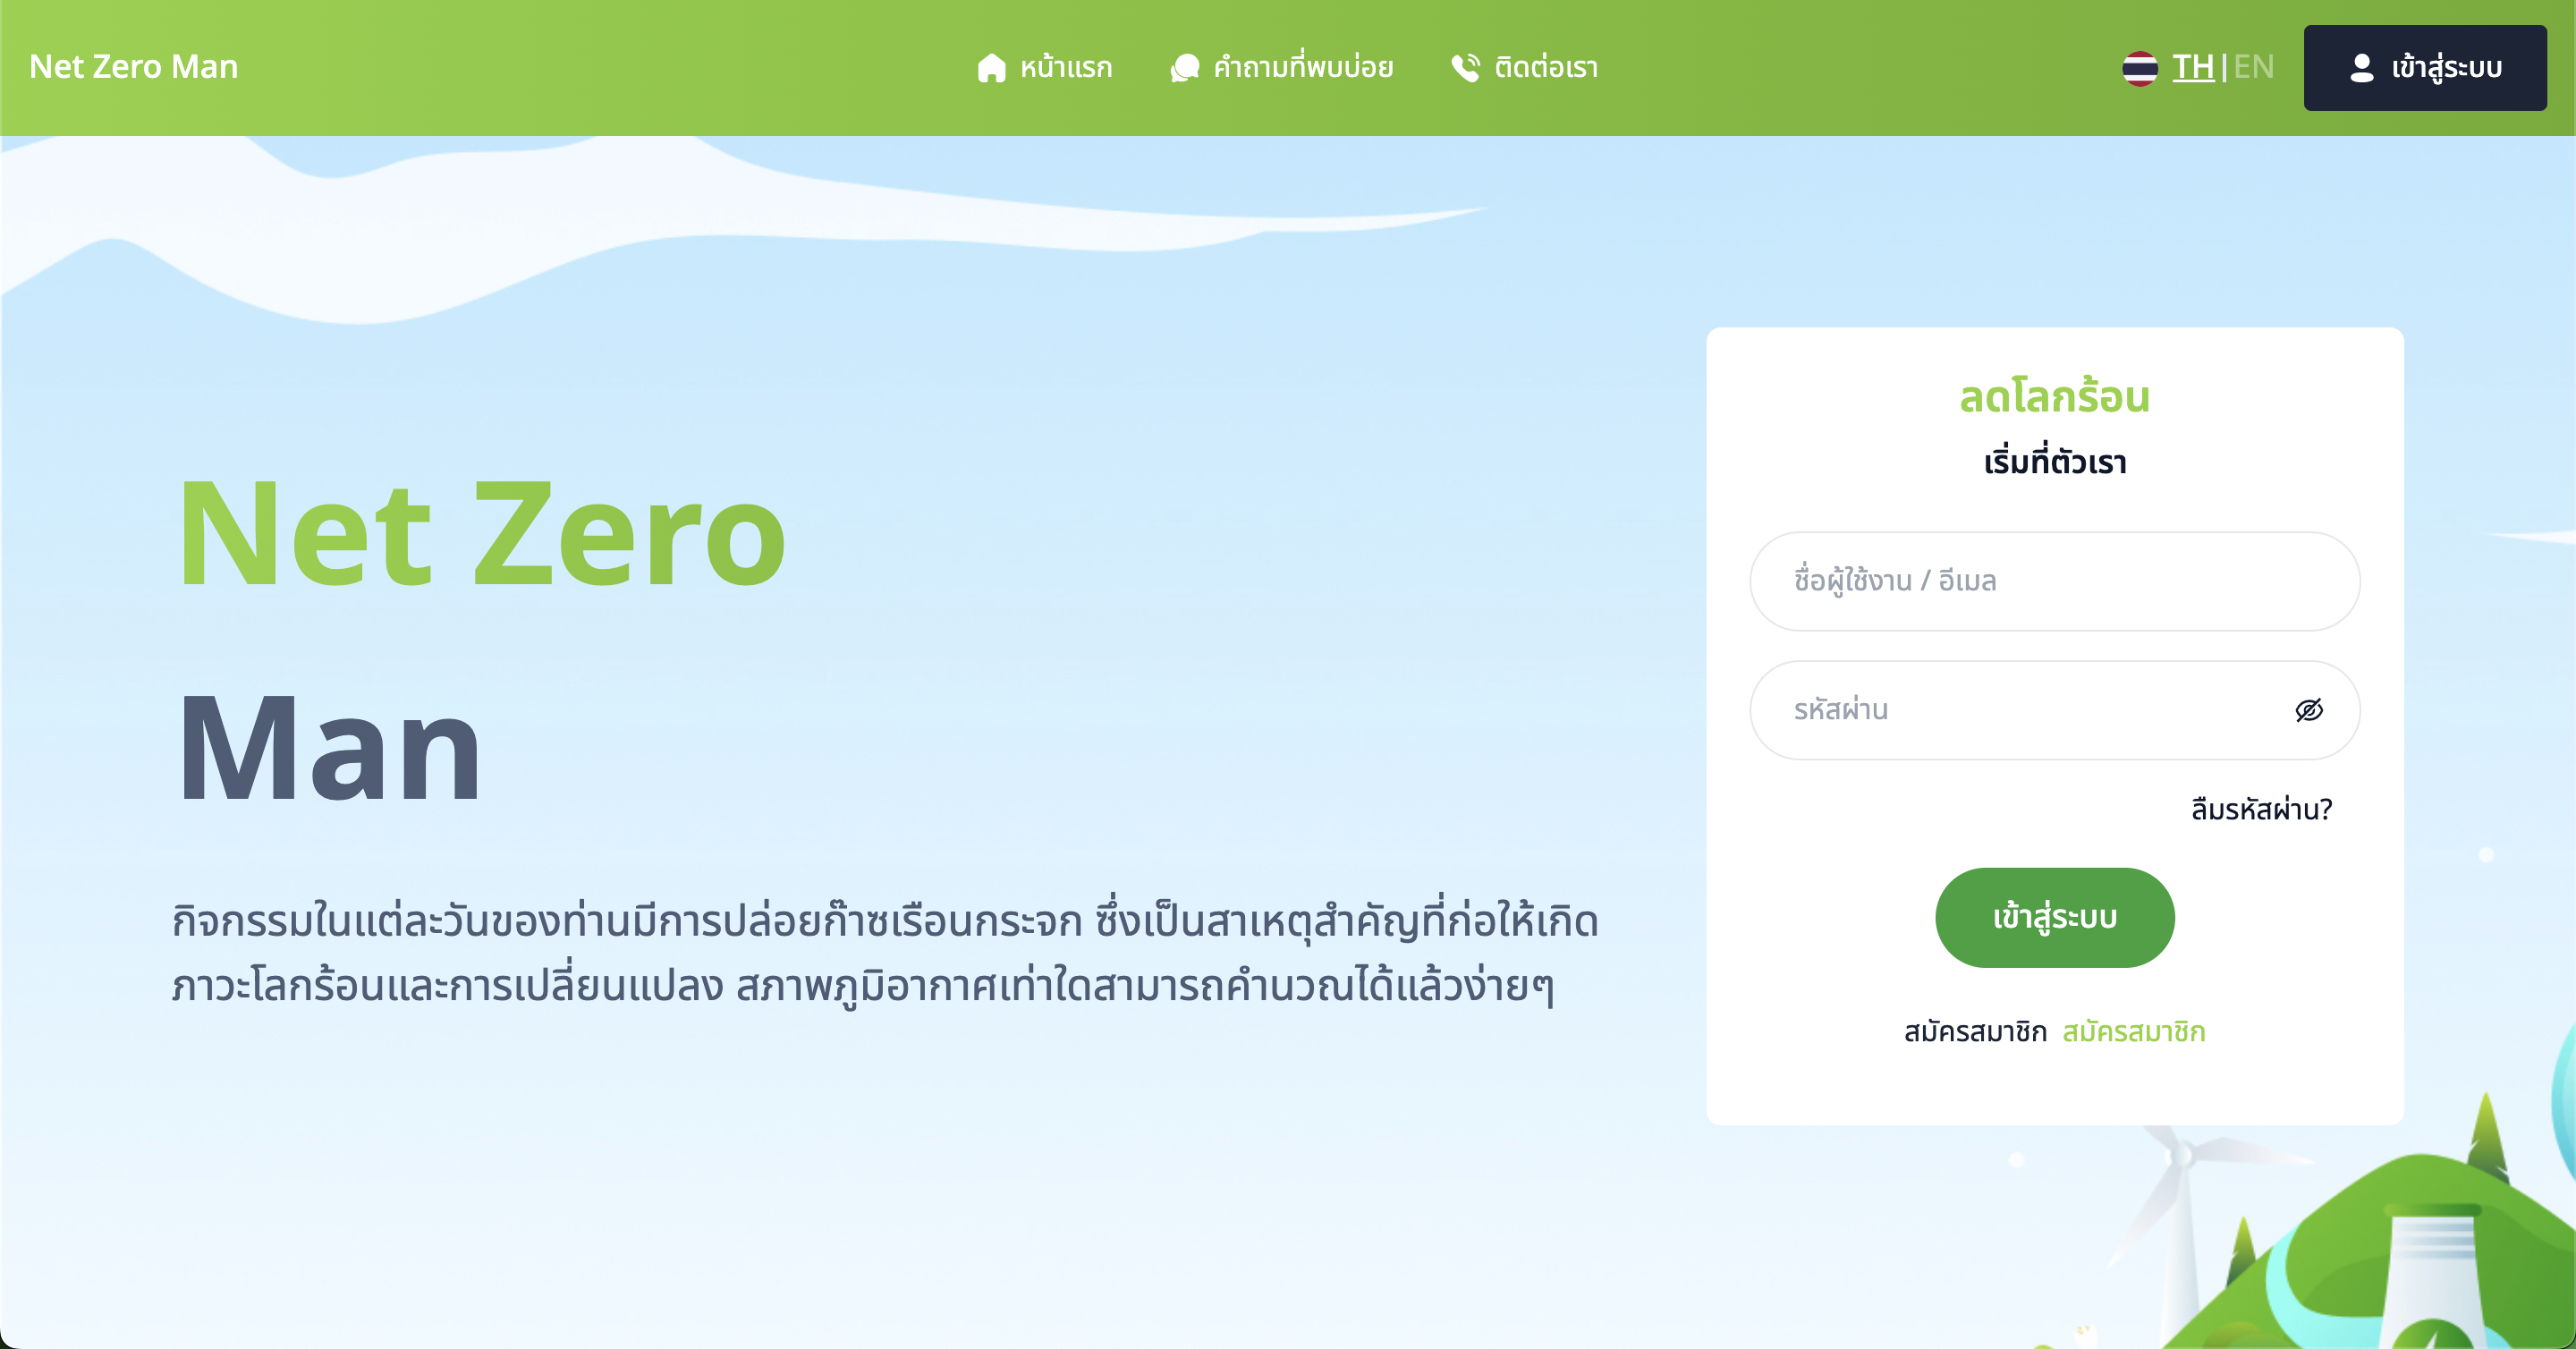 Net Zero Man
หน้าแรก
คำถามที่พบบ่อย
ติดต่อเรา
TH|EN
เข้าสู่ระบบ
Net Zero
Man
กิจกรรมในแต่ละวันของท่านมีการปล่อยก๊าซเรือนกระจก ซึ่งเป็นสาเหตุสำคัญที่ก่อให้เกิด
ภาวะโลกร้อนและการเปลี่ยนแปลง สภาพภูมิอากาศเท่าใดสามารถคำนวณได้แล้วง่ายๆ
ลดโลกร้อน
เริ่มที่ตัวเรา
ชื่อผู้ใช้งาน / อีเมล
รหัสผ่าน
ลืมรหัสผ่าน?
เข้าสู่ระบบ
สมัครสมาชิก สมัครสมาชิก